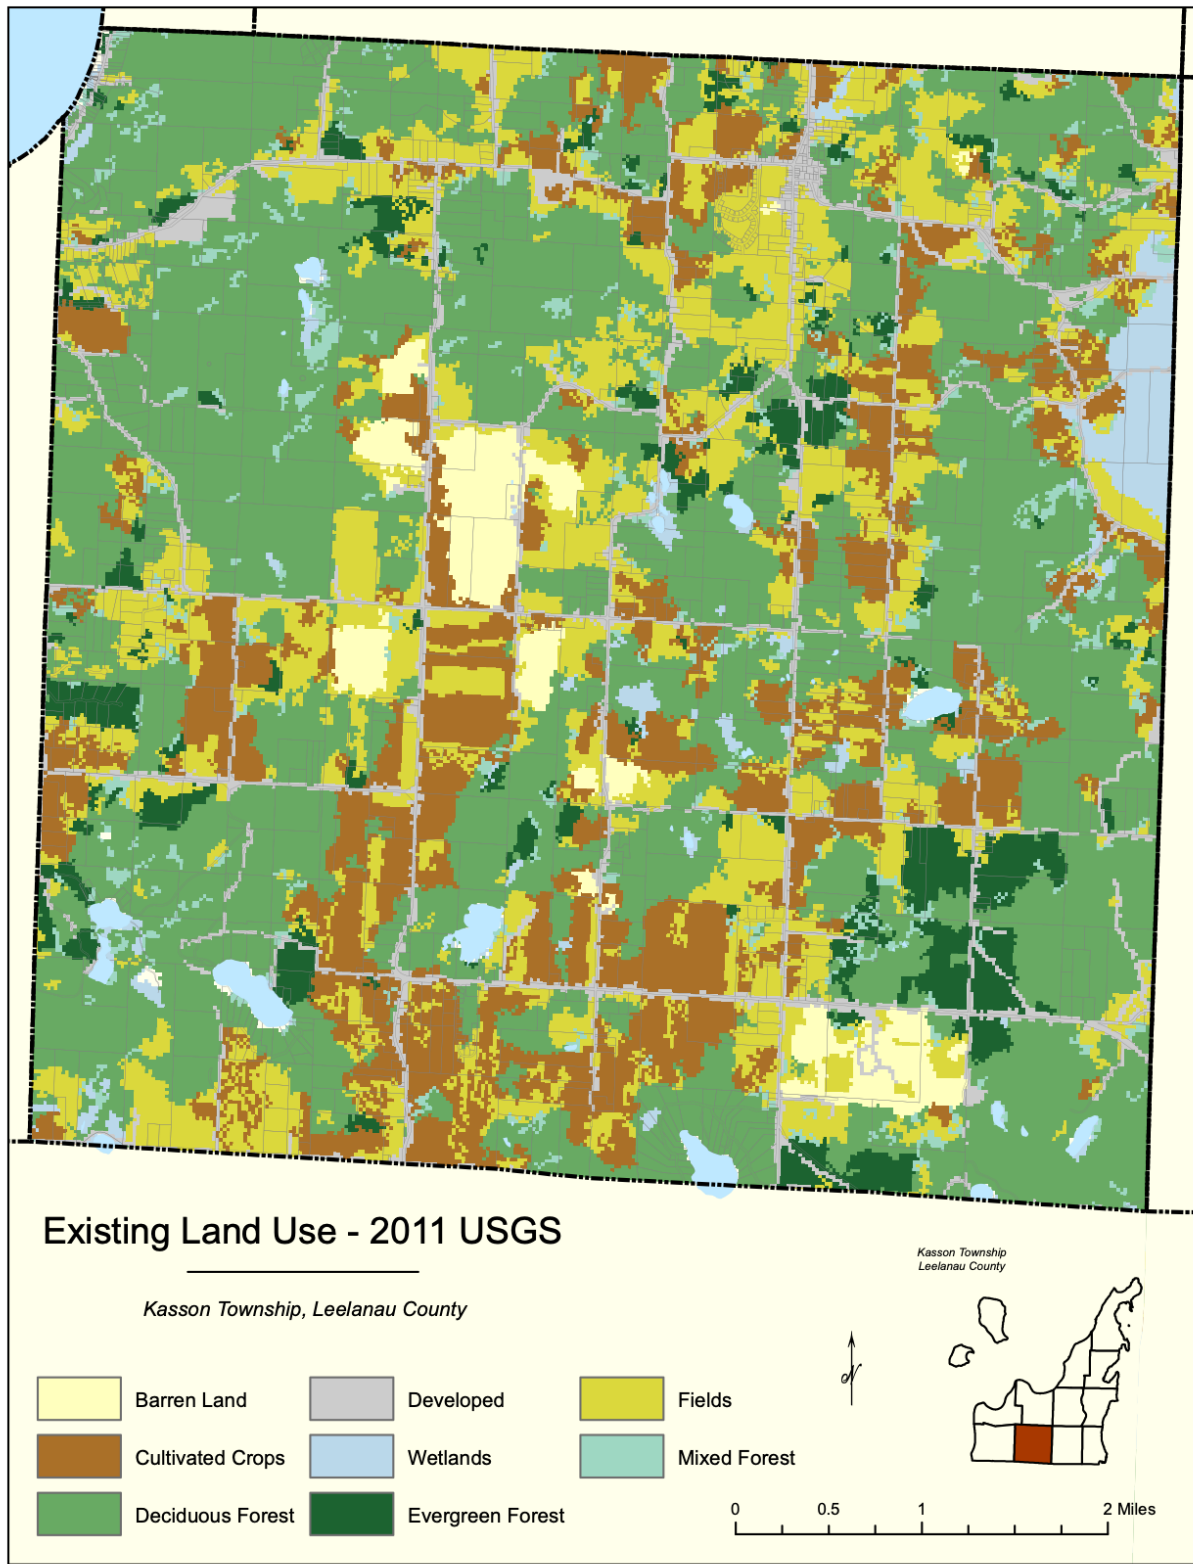 Existing Land Use - 2011 USGS
Kasson Township, Leelanau County
Kasson Township
Leelanau County
N
Barren Land
Developed
Fields
Cultivated Crops
Wetlands
Mixed Forest
Deciduous Forest
Evergreen Forest
0 0.5 1 2 Miles